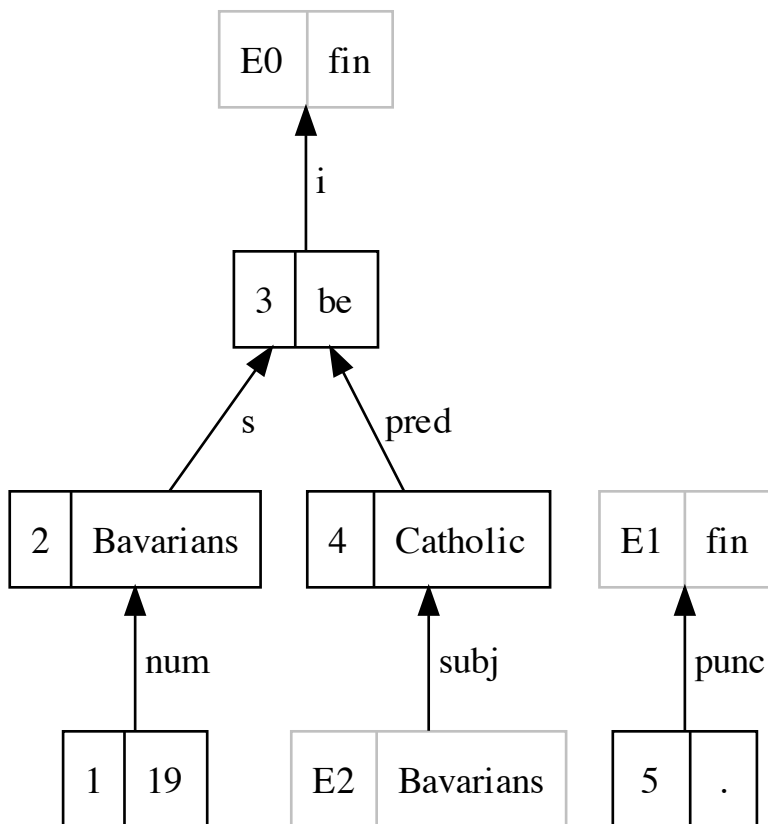 E0 fin
i
3 be
s pred
2 Bavarians 4 Catholic E1 fin
num subj punc
1 19 E2 Bavarians 5 .